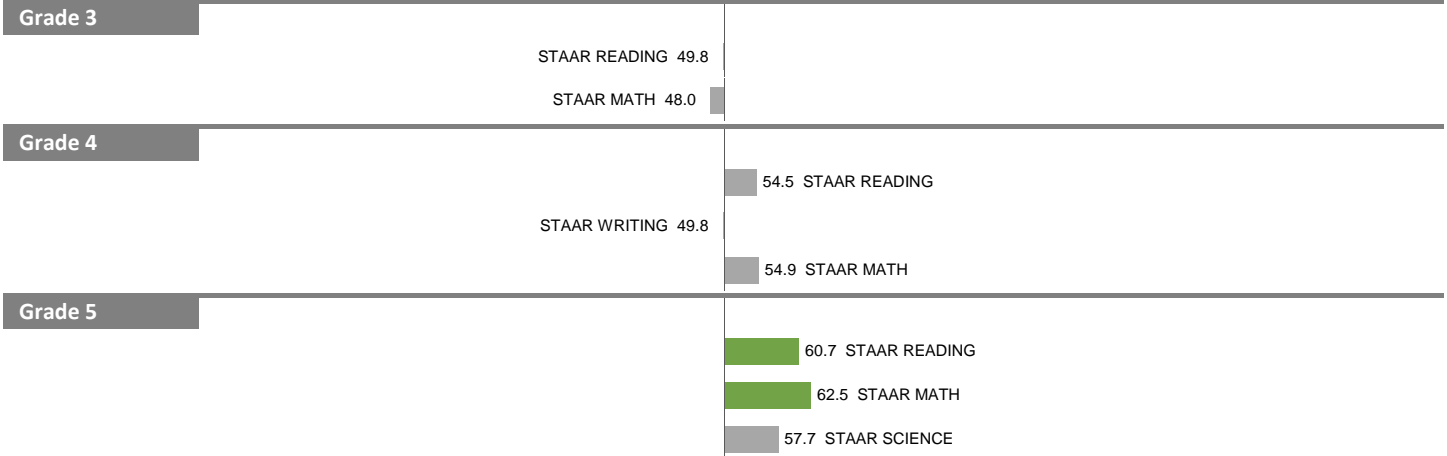 Grade 3
STAAR READING 49.8
STAAR MATH 48.0
Grade 4
54.5 STAAR READING
STAAR WRITING 49.8
54.9 STAAR MATH
Grade 5
60.7 STAAR READING
62.5 STAAR MATH
57.7 STAAR SCIENCE